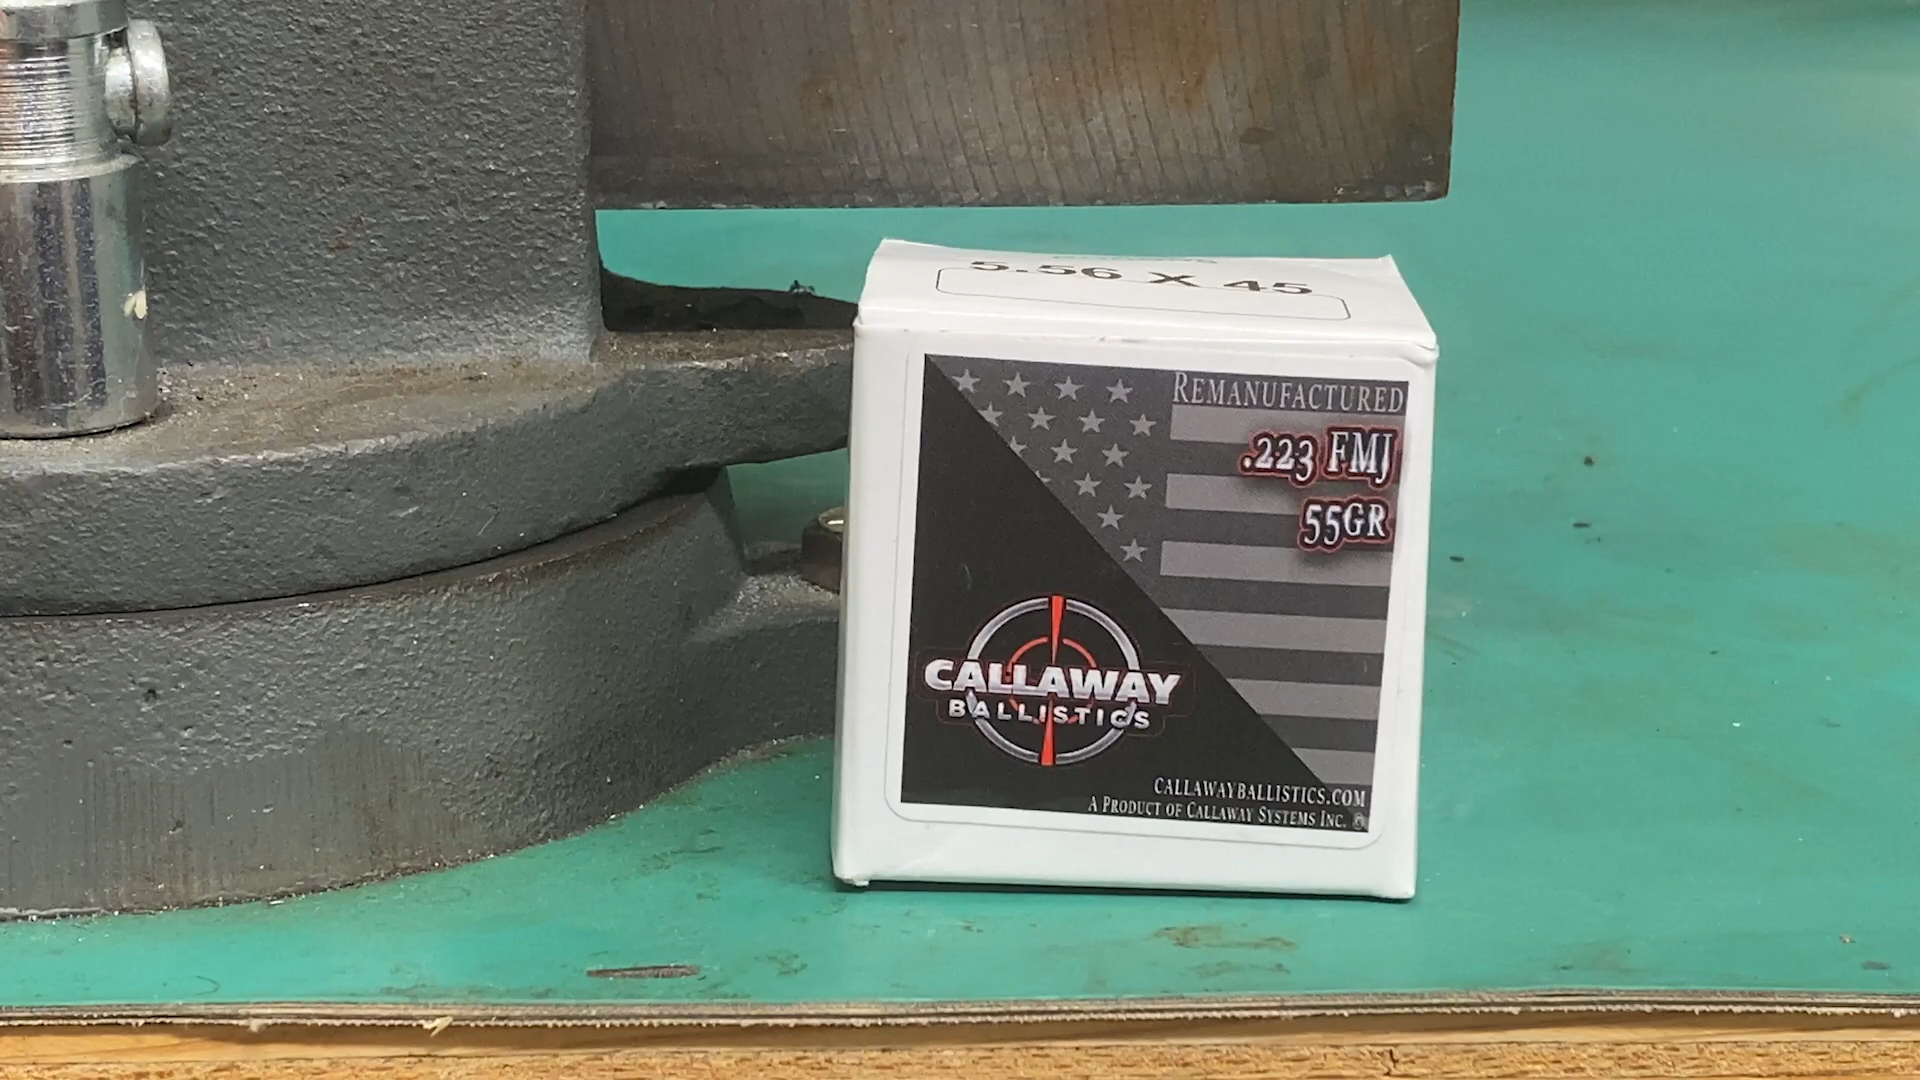 5.56 X 45
REMANUFACTURED
.223 FMJ
55GR
CALLAWAY
BALLISTICS
CALLAWAYBALLISTICS.COM
A PRODUCT OF CALLAWAY SYSTEMS INC. ©